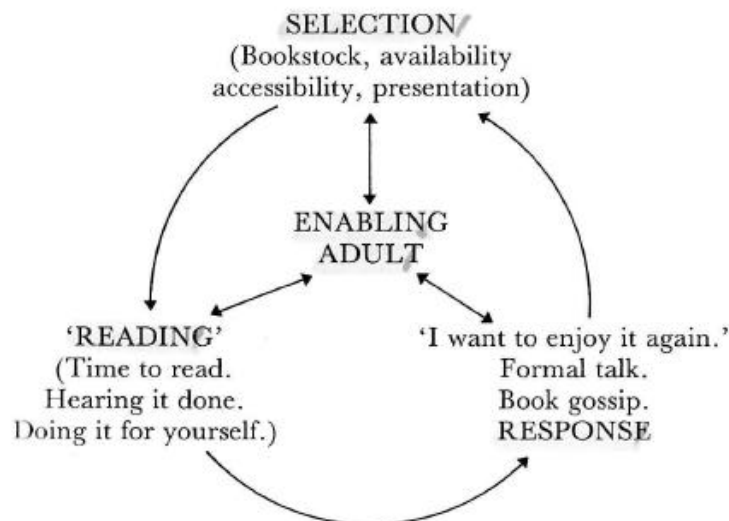 SELECTION
(Bookstock, availability
accessibility, presentation)
ENABLING
ADULT
‘READING’
(Time to read.
Hearing it done.
Doing it for yourself.)
‘I want to enjoy it again.’
Formal talk.
Book gossip.
RESPONSE